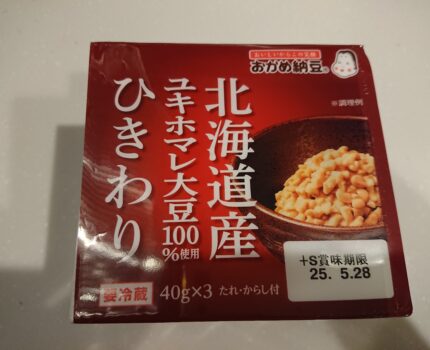 おいしいからこの笑顔
おかめ納豆
※調理例
北海道産
ユキホマレ大豆100%使用
ひきわり
+S賞味期限
25. 5.28
要冷蔵
40g×3 たれ・からし付